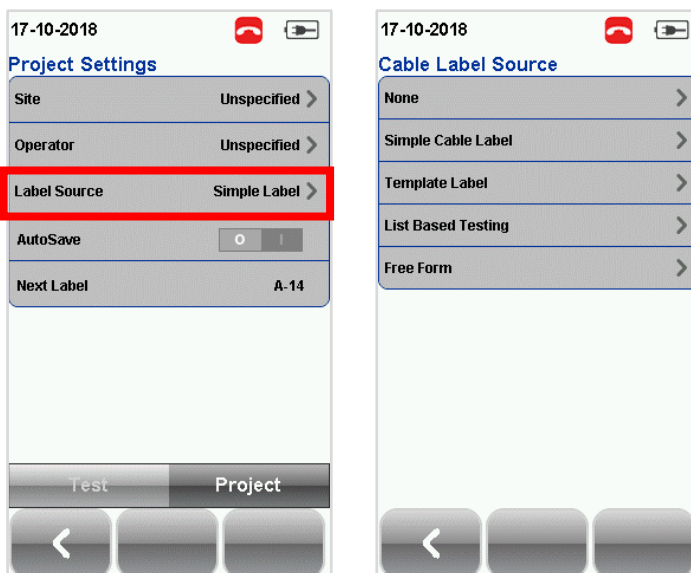 17-10-2018
Project Settings
Site Unspecified
Operator Unspecified
Label Source Simple Label
AutoSave O I
Next Label A-14
Test Project
17-10-2018
Cable Label Source
None
Simple Cable Label
Template Label
List Based Testing
Free Form